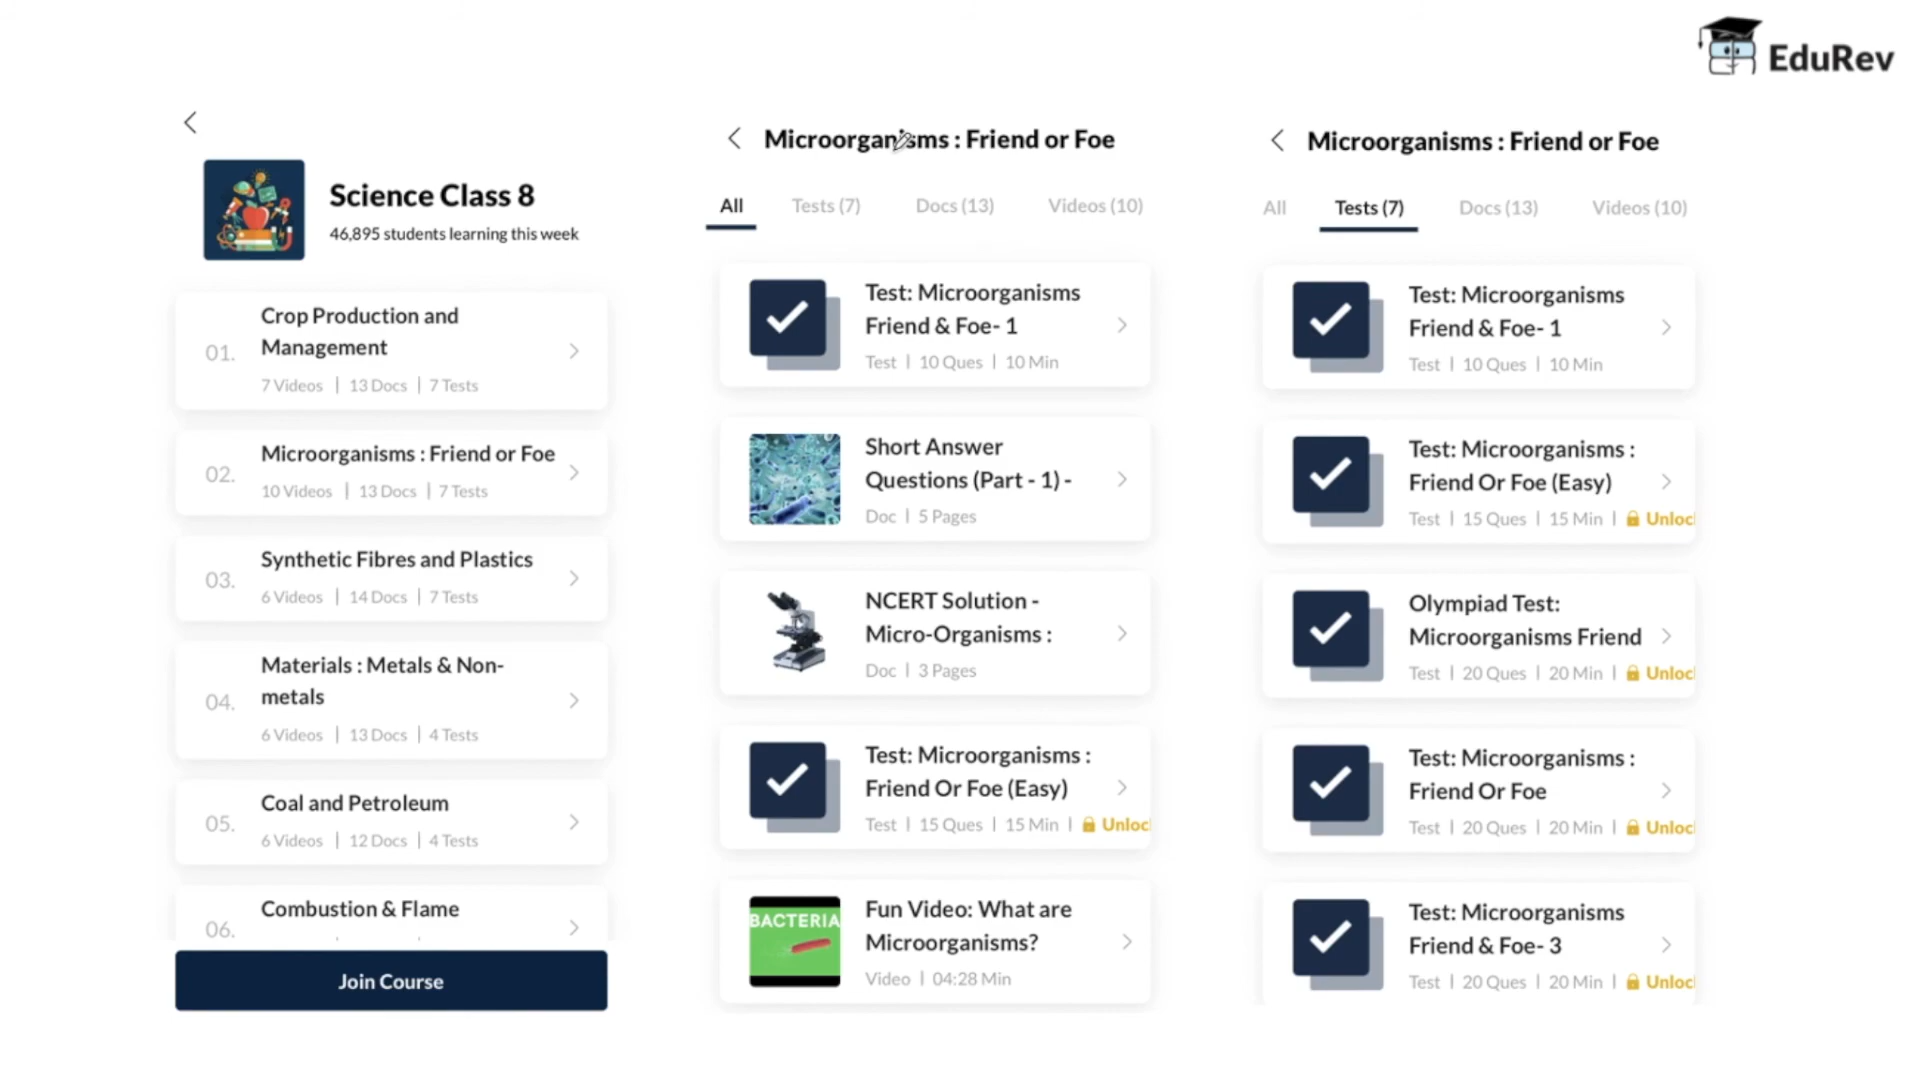 EduRev
Science Class 8
46,895 students learning this week
01.
Crop Production and
Management
7 Videos | 13 Docs | 7 Tests
02.
Microorganisms : Friend or Foe
10 Videos | 13 Docs | 7 Tests
03.
Synthetic Fibres and Plastics
6 Videos | 14 Docs | 7 Tests
04.
Materials : Metals & Non-
metals
6 Videos | 13 Docs | 4 Tests
05.
Coal and Petroleum
6 Videos | 12 Docs | 4 Tests
06.
Combustion & Flame
Join Course
Microorganisms : Friend or Foe
All Tests (7) Docs (13) Videos (10)
Test: Microorganisms
Friend & Foe- 1
Test | 10 Ques | 10 Min
Short Answer
Questions (Part - 1) -
Doc | 5 Pages
NCERT Solution -
Micro-Organisms :
Doc | 3 Pages
Test: Microorganisms :
Friend Or Foe (Easy)
Test | 15 Ques | 15 Min | Unloc
BACTERIA
Fun Video: What are
Microorganisms?
Video | 04:28 Min
Microorganisms : Friend or Foe
All Tests (7) Docs (13) Videos (10)
Test: Microorganisms
Friend & Foe- 1
Test | 10 Ques | 10 Min
Test: Microorganisms :
Friend Or Foe (Easy)
Test | 15 Ques | 15 Min | Unloc
Olympiad Test:
Microorganisms Friend
Test | 20 Ques | 20 Min | Unloc
Test: Microorganisms :
Friend Or Foe
Test | 20 Ques | 20 Min | Unloc
Test: Microorganisms
Friend & Foe- 3
Test | 20 Ques | 20 Min | Unloc